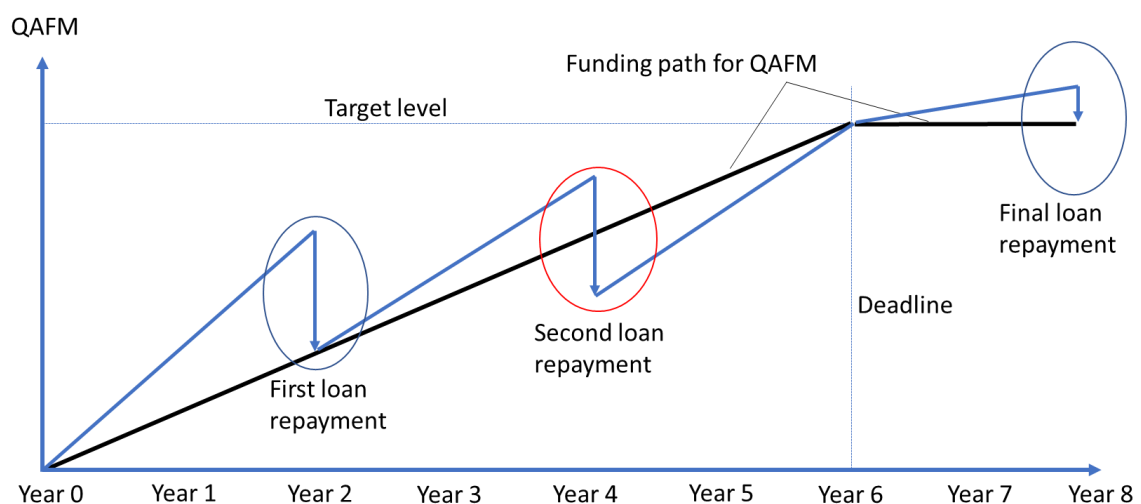 QAFM
Funding path for QAFM
Target level
Final loan
repayment
Deadline
Second loan
repayment
First loan
repayment
Year 0
Year 1
Year 2
Year 3
Year 4
Year 5
Year 6
Year 7
Year 8